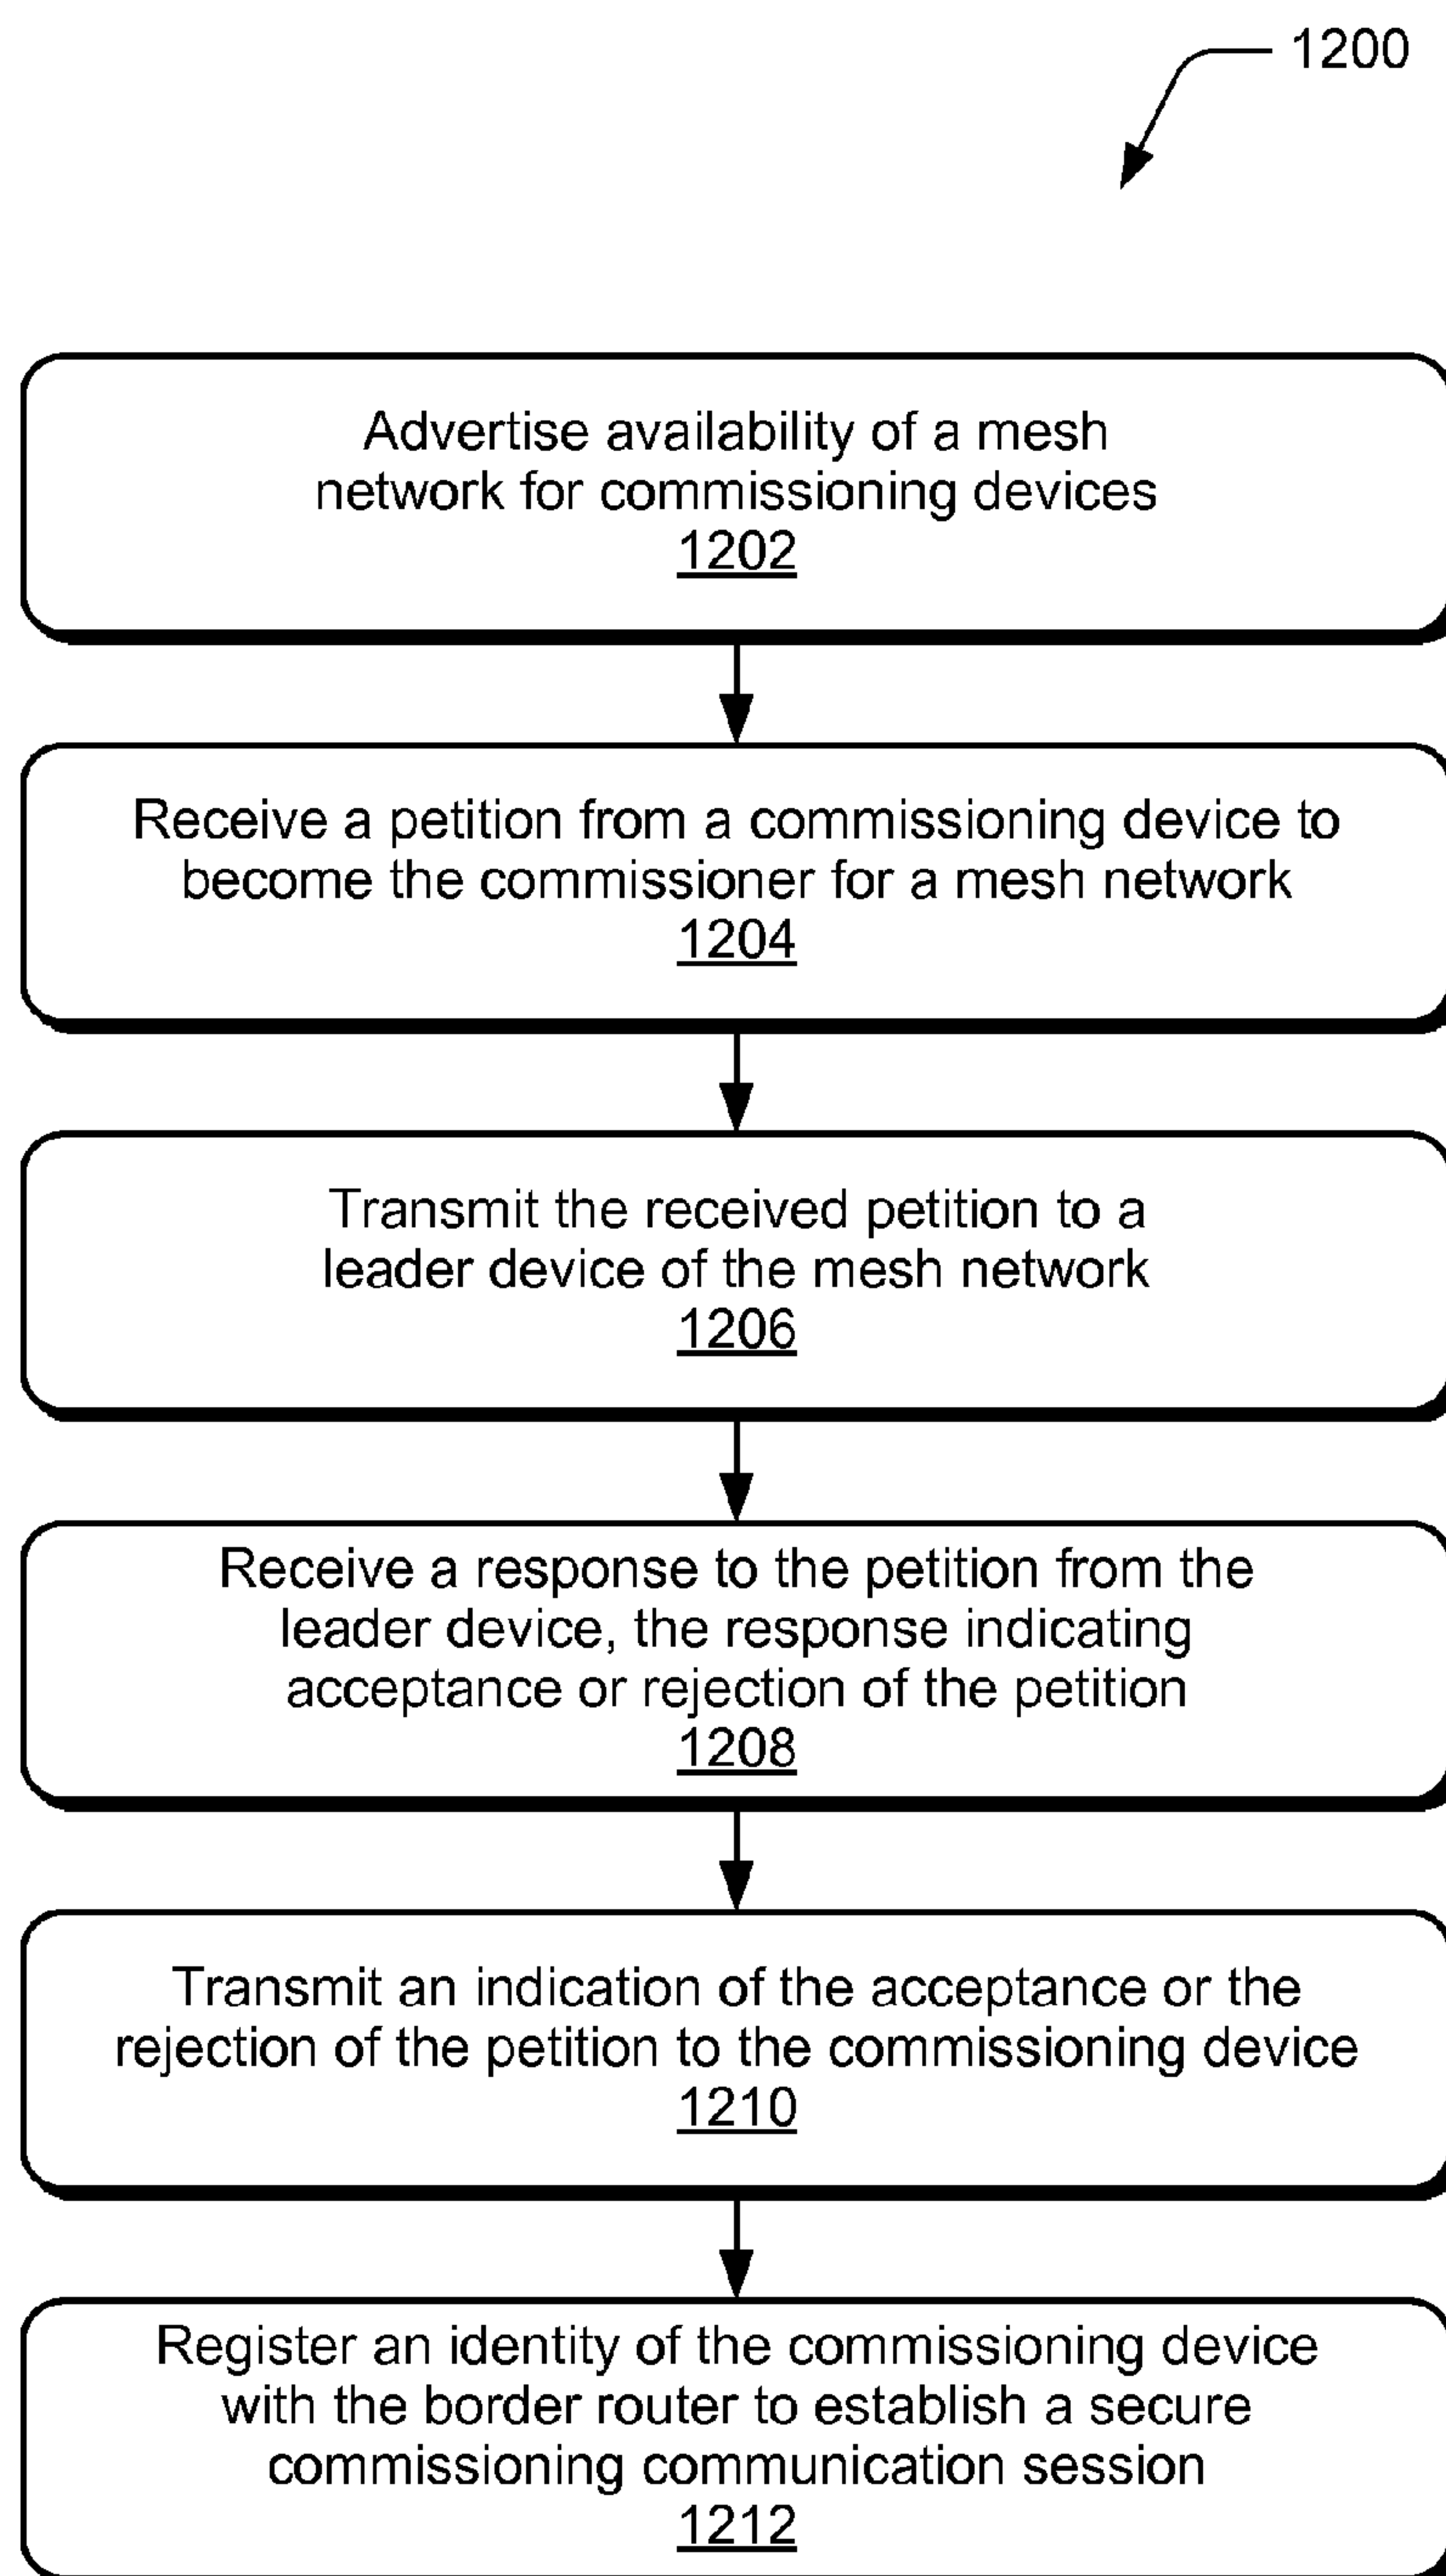 1200
Advertise availability of a mesh
network for commissioning devices
1202
Receive a petition from a commissioning device to
become the commissioner for a mesh network
1204
Transmit the received petition to a
leader device of the mesh network
1206
Receive a response to the petition from the
leader device, the response indicating
acceptance or rejection of the petition
1208
Transmit an indication of the acceptance or the
rejection of the petition to the commissioning device
1210
Register an identity of the commissioning device
with the border router to establish a secure
commissioning communication session
1212